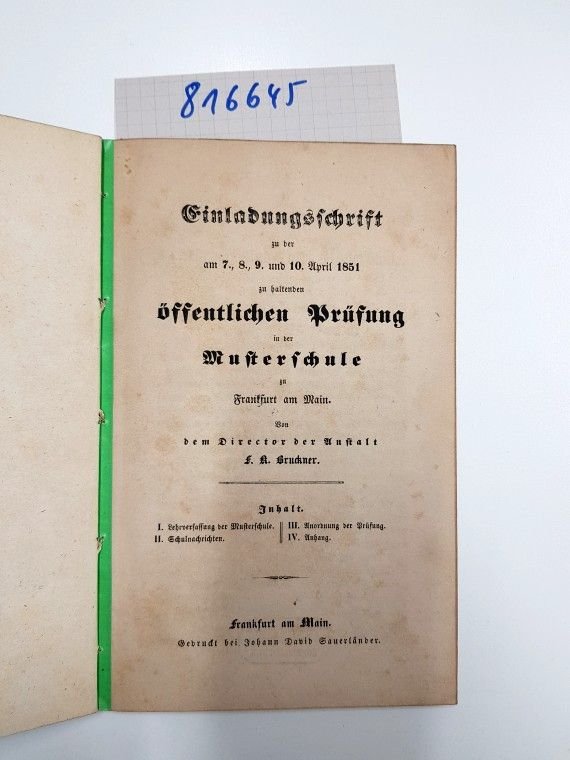 816645
Einladungsschrift
zu der
am 7., 8., 9. und 10. April 1851
zu haltenden
öffentlichen Prüfung
in der
Musterschule
zu
Frankfurt am Main.
Von
dem Director der Anstalt
F. K. Bruckner.
Inhalt.
I. Lehrverfassung der Musterschule.
II. Schulnachrichten.
III. Anordnung der Prüfung.
IV. Anhang.
Frankfurt am Main.
Gedruckt bei Johann David Sauerländer.